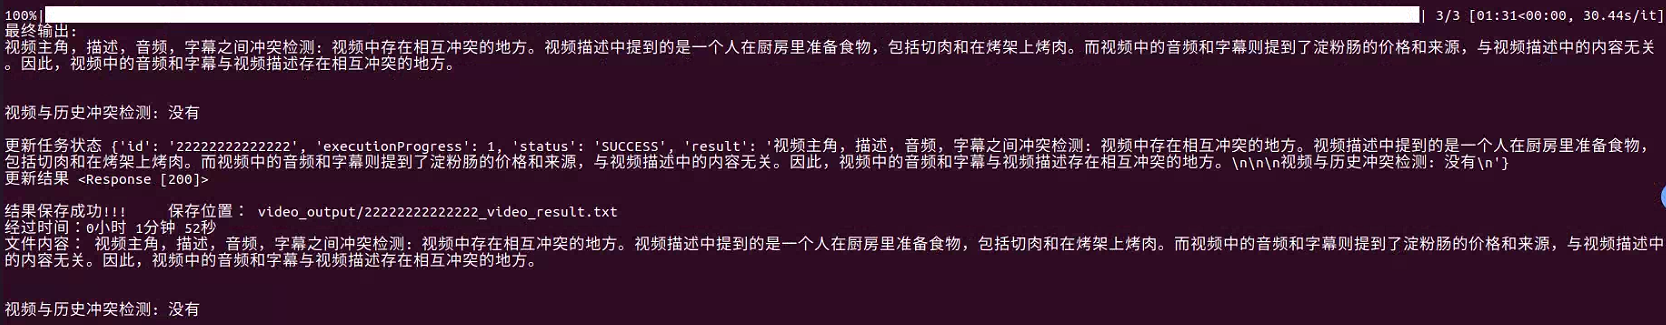 100%| | 3/3 [01:31<00:00, 30.44s/it]
最终输出:
视频主角，描述，音频，字幕之间冲突检测: 视频中存在相互冲突的地方。视频描述中提到的是一个人在厨房里准备食物，包括切肉和在烤架上烤肉。而视频中的音频和字幕则提到了淀粉肠的价格和来源，与视频描述中的内容无关
。因此，视频中的音频和字幕与视频描述存在相互冲突的地方。
视频与历史冲突检测: 没有
更新任务状态 {'id': '22222222222222', 'executionProgress': 1, 'status': 'SUCCESS', 'result': '视频主角，描述，音频，字幕之间冲突检测: 视频中存在相互冲突的地方。视频描述中提到的是一个人在厨房里准备食物，
包括切肉和在烤架上烤肉。而视频中的音频和字幕则提到了淀粉肠的价格和来源，与视频描述中的内容无关。因此，视频中的音频和字幕与视频描述存在相互冲突的地方。\n\n\n视频与历史冲突检测: 没有\n'}
更新结果 <Response [200]>
结果保存成功!!! 保存位置： video_output/22222222222222_video_result.txt
经过时间：0小时 1分钟 52秒
文件内容： 视频主角，描述，音频，字幕之间冲突检测: 视频中存在相互冲突的地方。视频描述中提到的是一个人在厨房里准备食物，包括切肉和在烤架上烤肉。而视频中的音频和字幕则提到了淀粉肠的价格和来源，与视频描述中
的内容无关。因此，视频中的音频和字幕与视频描述存在相互冲突的地方。
视频与历史冲突检测: 没有